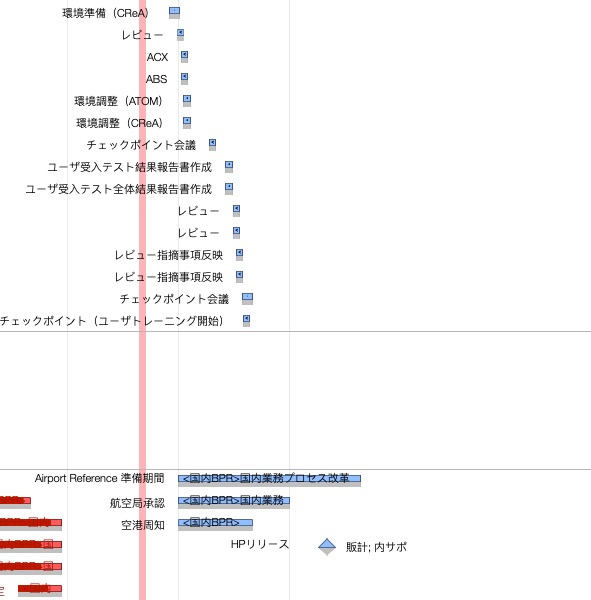 環境準備（CReA）
レビュー
ACX
ABS
環境調整（ATOM）
環境調整（CReA）
チェックポイント会議
ユーザ受入テスト結果報告書作成
ユーザ受入テスト全体結果報告書作成
レビュー
レビュー
レビュー指摘事項反映
レビュー指摘事項反映
チェックポイント会議
チェックポイント（ユーザトレーニング開始）
Airport Reference 準備期間 <国内BPR>国内業務プロセス改革
航空局承認 <国内BPR>国内業務
空港周知 <国内BPR>
HPリリース 販計; 内サポ